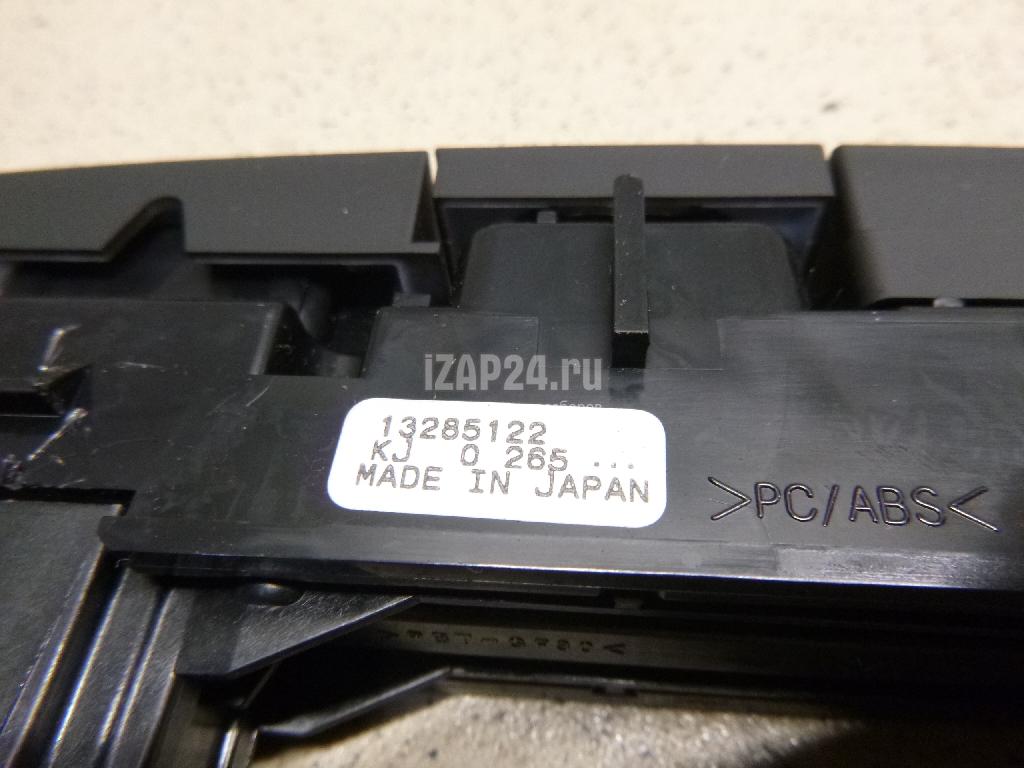 iZAP24.ru
13285122
KJ 0 265 ...
MADE IN JAPAN
>PC/ABS<